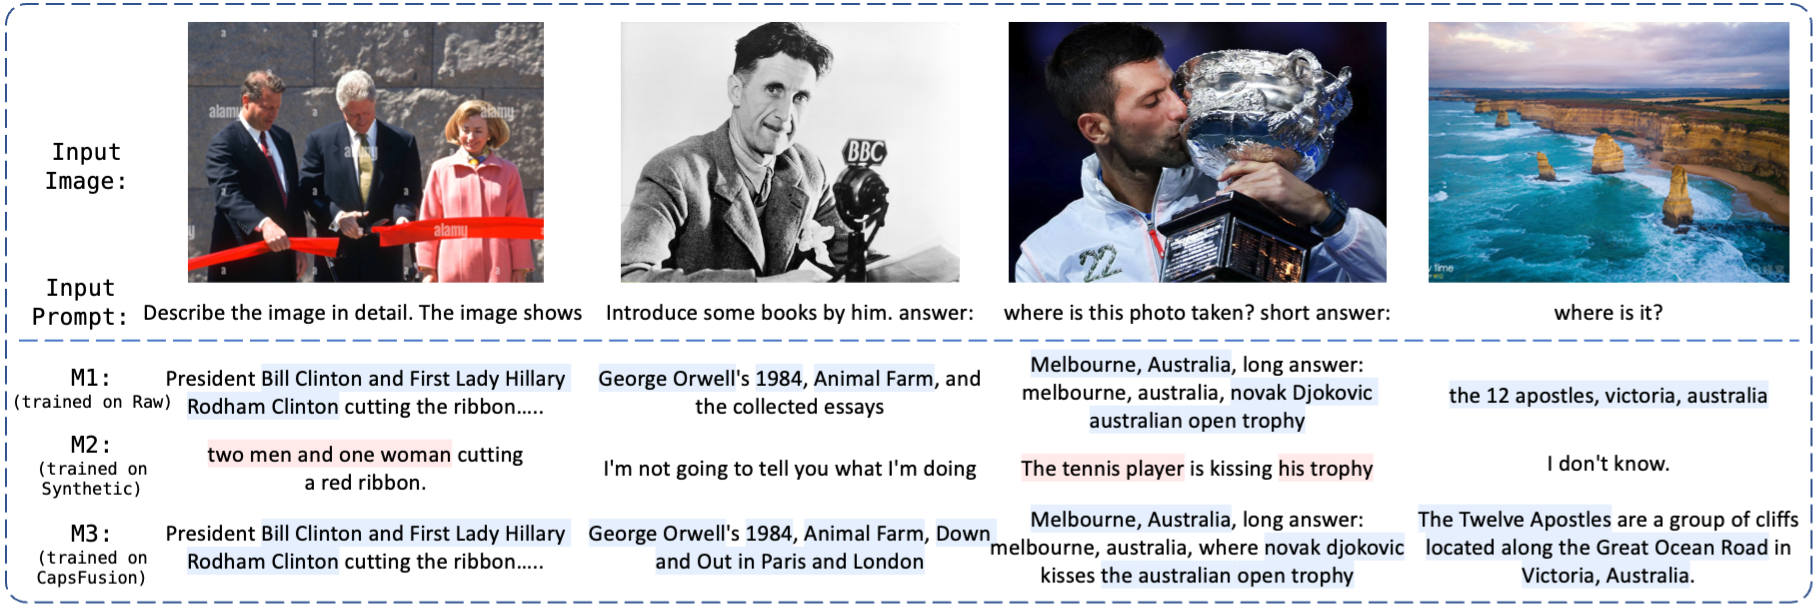 Input
Image:
alamy
alamy
alamy
alamy
alamy
a
a
a
a
a
a
BBC
22
Input
Prompt:
Describe the image in detail. The image shows
Introduce some books by him. answer:
where is this photo taken? short answer:
where is it?
M1:
(trained on Raw)
President Bill Clinton and First Lady Hillary
Rodham Clinton cutting the ribbon.....
George Orwell's 1984, Animal Farm, and
the collected essays
Melbourne, Australia, long answer:
melbourne, australia, novak Djokovic
australian open trophy
the 12 apostles, victoria, australia
M2:
(trained on
Synthetic)
two men and one woman cutting
a red ribbon.
I'm not going to tell you what I'm doing
The tennis player is kissing his trophy
I don't know.
M3:
(trained on
CapsFusion)
President Bill Clinton and First Lady Hillary
Rodham Clinton cutting the ribbon.....
George Orwell's 1984, Animal Farm, Down
and Out in Paris and London
Melbourne, Australia, long answer:
melbourne, australia, where novak djokovic
kisses the australian open trophy
The Twelve Apostles are a group of cliffs
located along the Great Ocean Road in
Victoria, Australia.